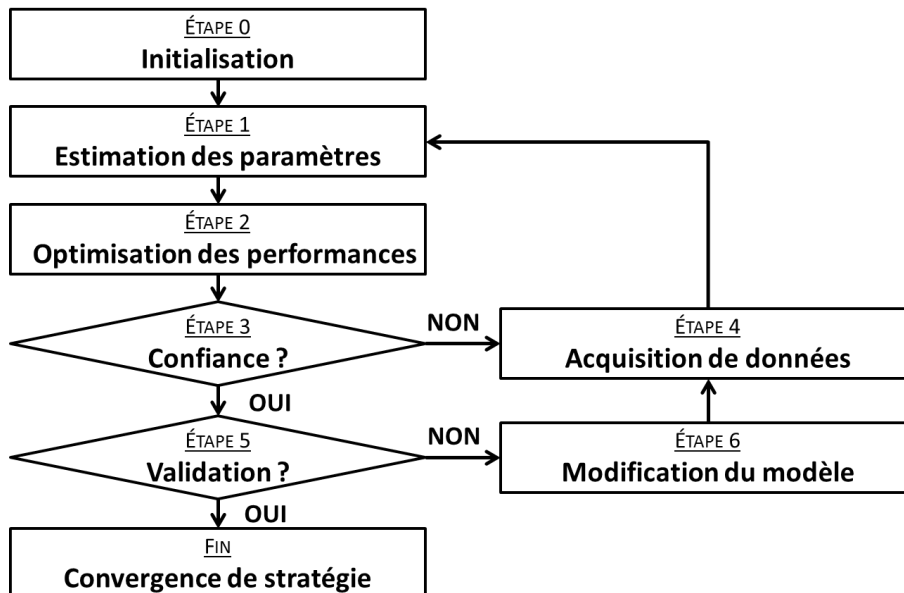 ÉTAPE 0
Initialisation
ÉTAPE 1
Estimation des paramètres
ÉTAPE 2
Optimisation des performances
ÉTAPE 3
Confiance ?
NON
ÉTAPE 4
Acquisition de données
OUI
ÉTAPE 5
Validation ?
NON
ÉTAPE 6
Modification du modèle
OUI
FIN
Convergence de stratégie